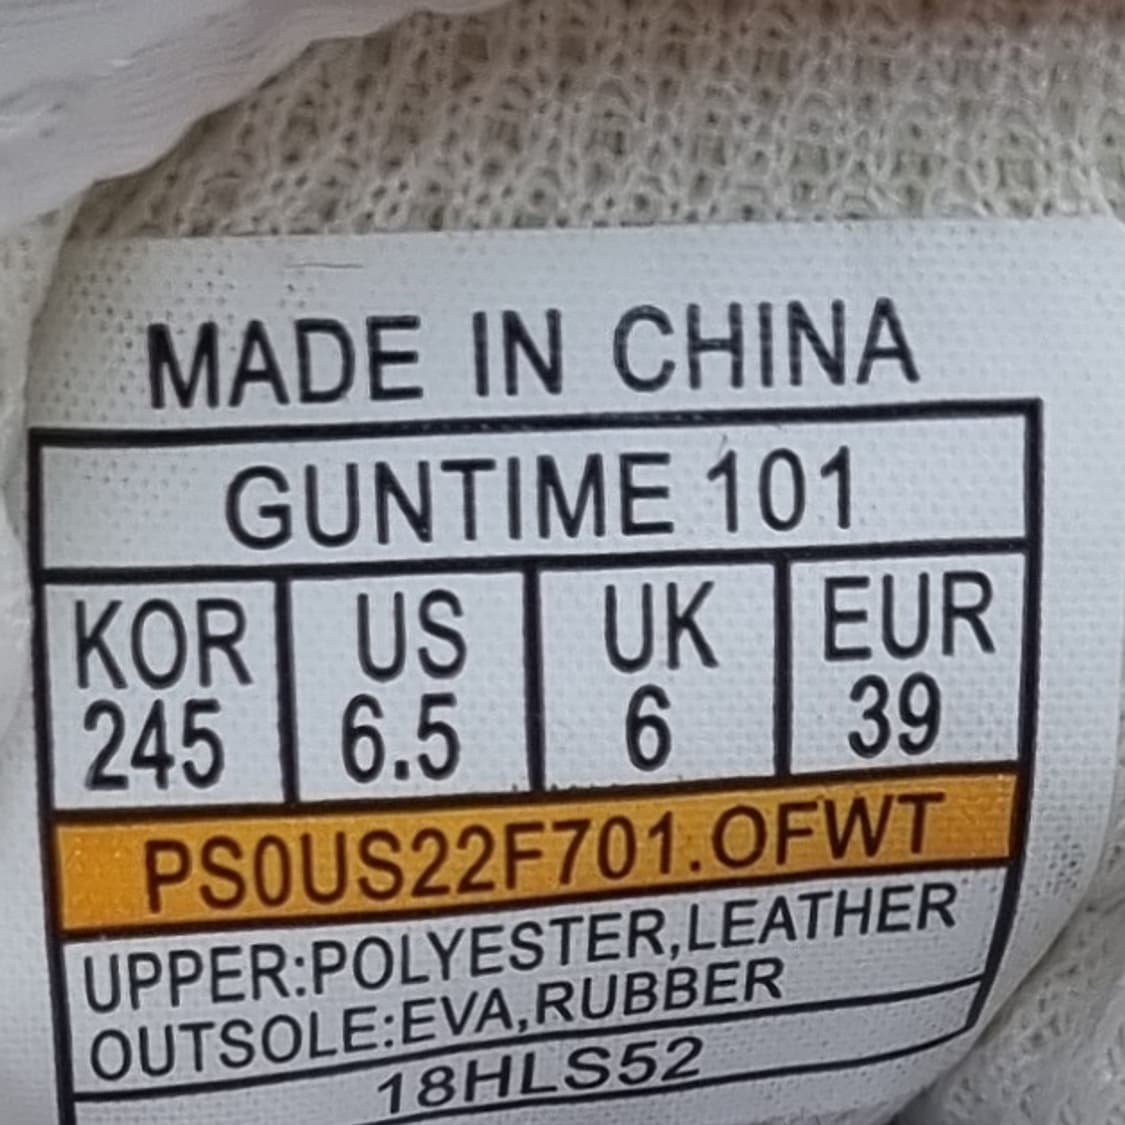 MADE IN CHINA
GUNTIME 101
KOR US UK EUR
245 6.5 6 39
PS0US22F701.OFWT
UPPER:POLYESTER,LEATHER
OUTSOLE:EVA,RUBBER
18HLS52